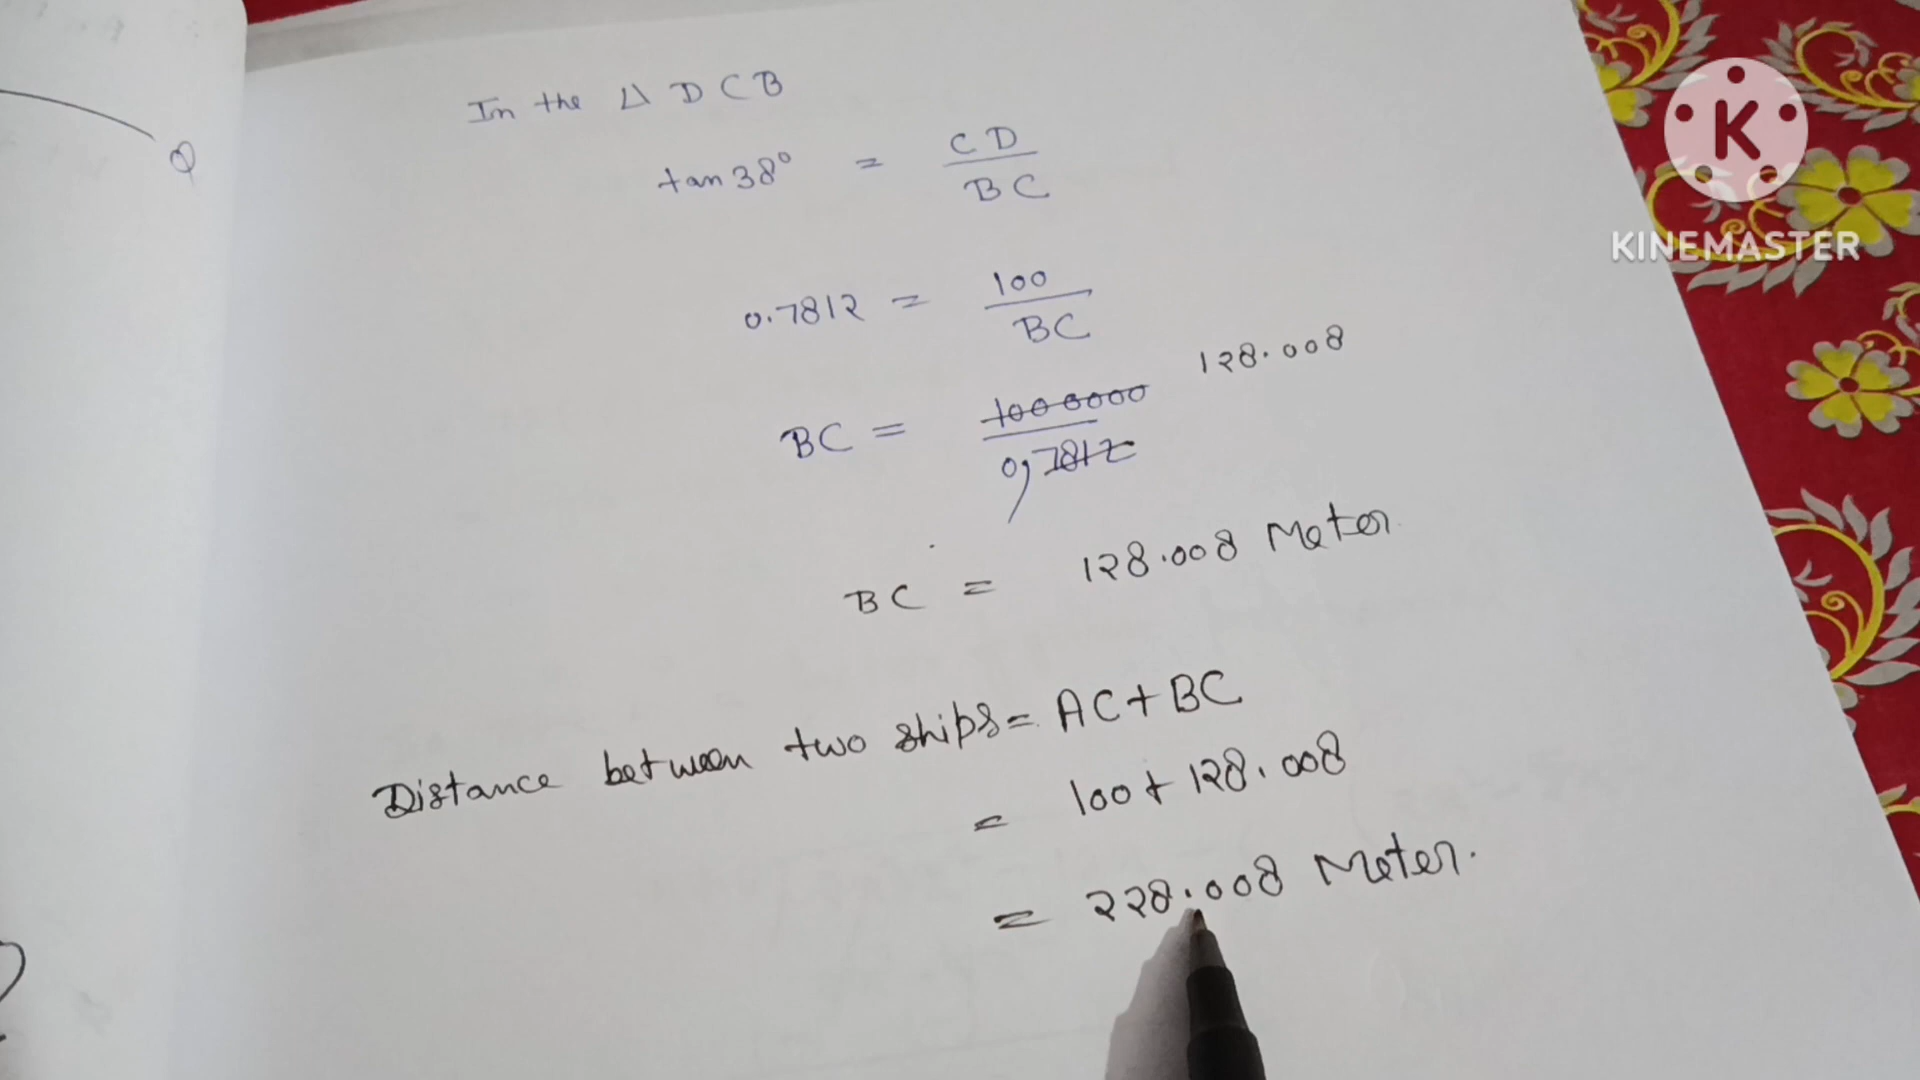 Q
In the Δ DCB
tan 38° = CD / BC
0.7812 = 100 / BC
128.008
BC = 1000000 / 0,7812
BC = 128.008 Meter
Distance between two ships = AC + BC
= 100 + 128.008
= 228.008 Meter.
K
KINEMASTER